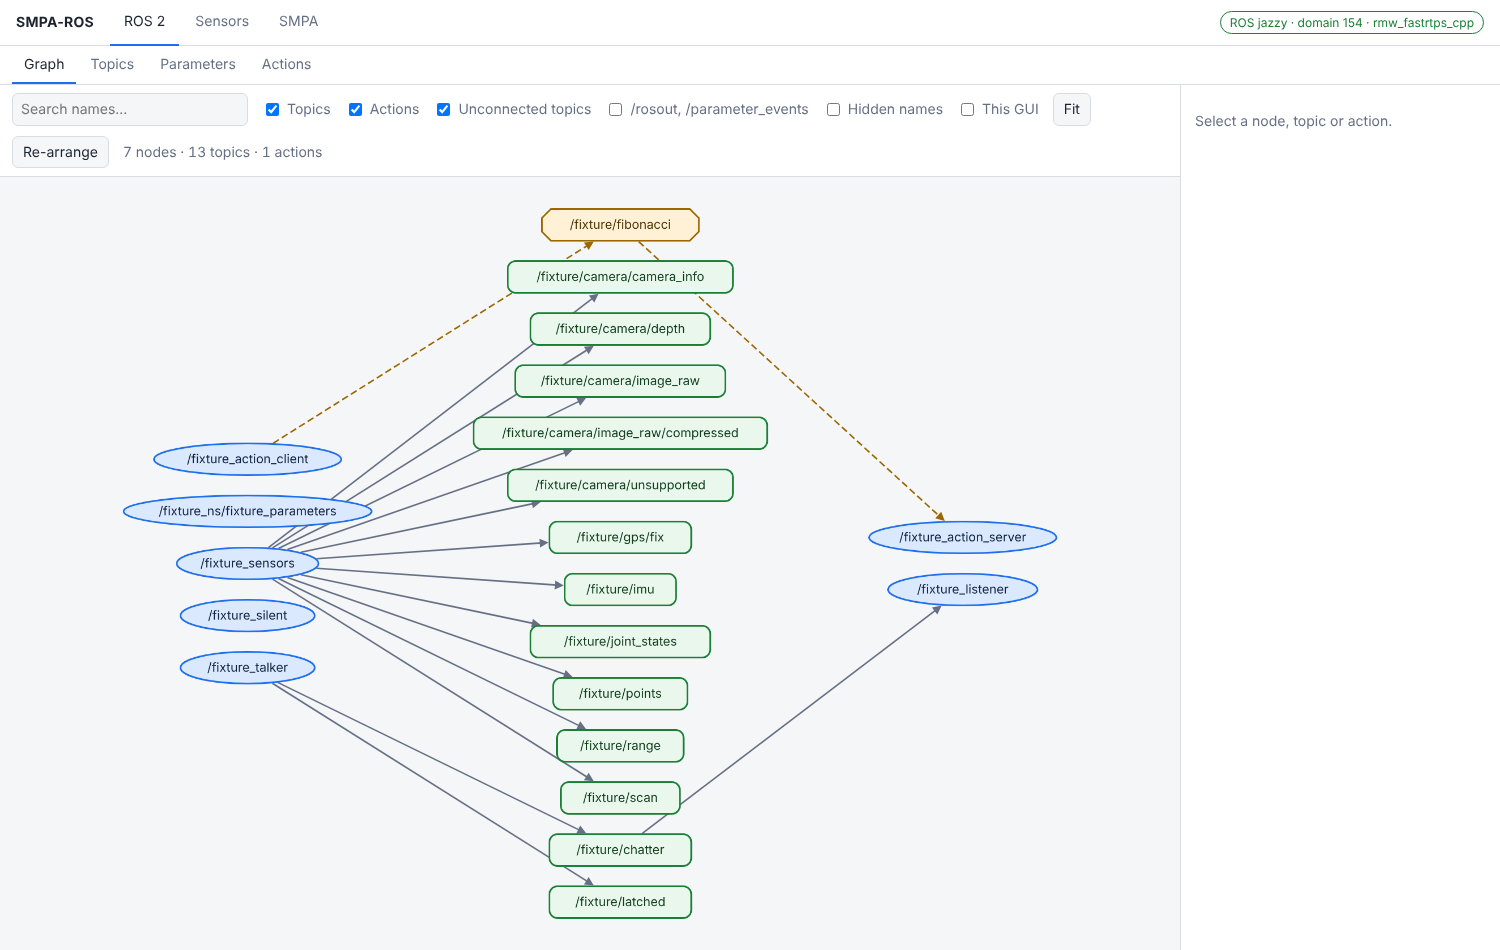 SMPA-ROS
ROS 2
Sensors
SMPA
ROS jazzy · domain 154 · rmw_fastrtps_cpp
Graph
Topics
Parameters
Actions
Search names...
Topics
Actions
Unconnected topics
/rosout, /parameter_events
Hidden names
This GUI
Fit
Re-arrange
7 nodes · 13 topics · 1 actions
Select a node, topic or action.
/fixture/fibonacci
/fixture/camera/camera_info
/fixture/camera/depth
/fixture/camera/image_raw
/fixture/camera/image_raw/compressed
/fixture_action_client
/fixture/camera/unsupported
/fixture_ns/fixture_parameters
/fixture/gps/fix
/fixture_action_server
/fixture_sensors
/fixture/imu
/fixture_listener
/fixture_silent
/fixture/joint_states
/fixture_talker
/fixture/points
/fixture/range
/fixture/scan
/fixture/chatter
/fixture/latched